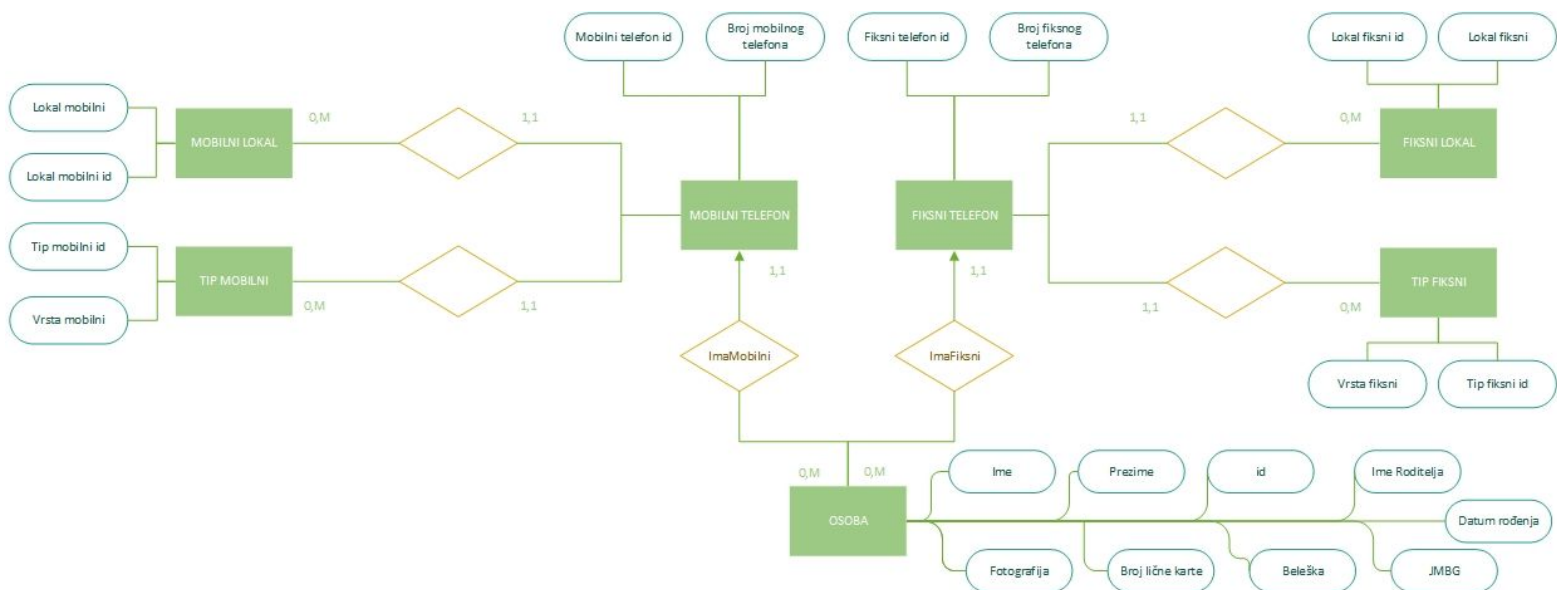 Mobilni telefon id
Broj mobilnog
telefona
Fiksni telefon id
Broj fiksnog
telefona
Lokal fiksni id
Lokal fiksni
Lokal mobilni
0,M
1,1
1,1
0,M
MOBILNI LOKAL
FIKSNI LOKAL
Lokal mobilni id
MOBILNI TELEFON
FIKSNI TELEFON
Tip mobilni id
TIP MOBILNI
1,1
1,1
TIP FIKSNI
0,M
1,1
1,1
0,M
Vrsta mobilni
ImaMobilni
ImaFiksni
Vrsta fiksni
Tip fiksni id
0,M
0,M
Ime
Prezime
id
Ime Roditelja
OSOBA
Datum rođenja
Fotografija
Broj lične karte
Beleška
JMBG